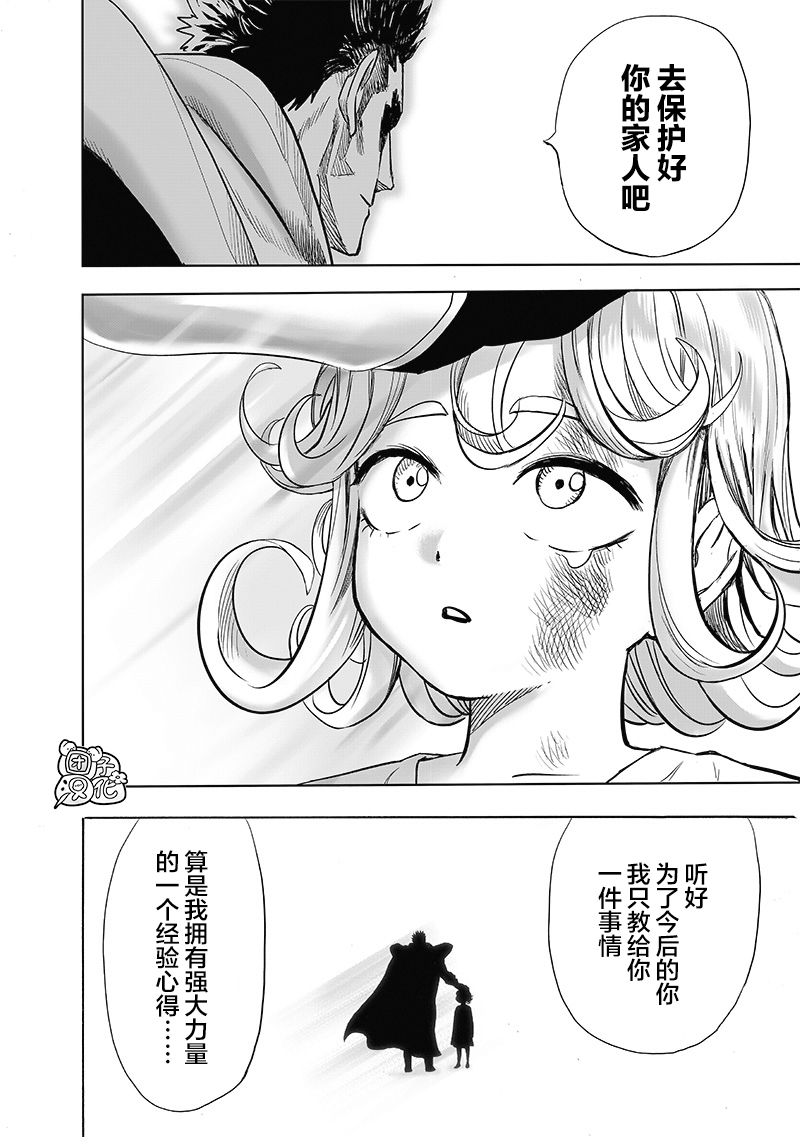 去保护好
你的家人吧
团子
汉化
听好
为了今后的你
我只教给你
一件事情
算是我拥有强大力量
的一个经验心得……